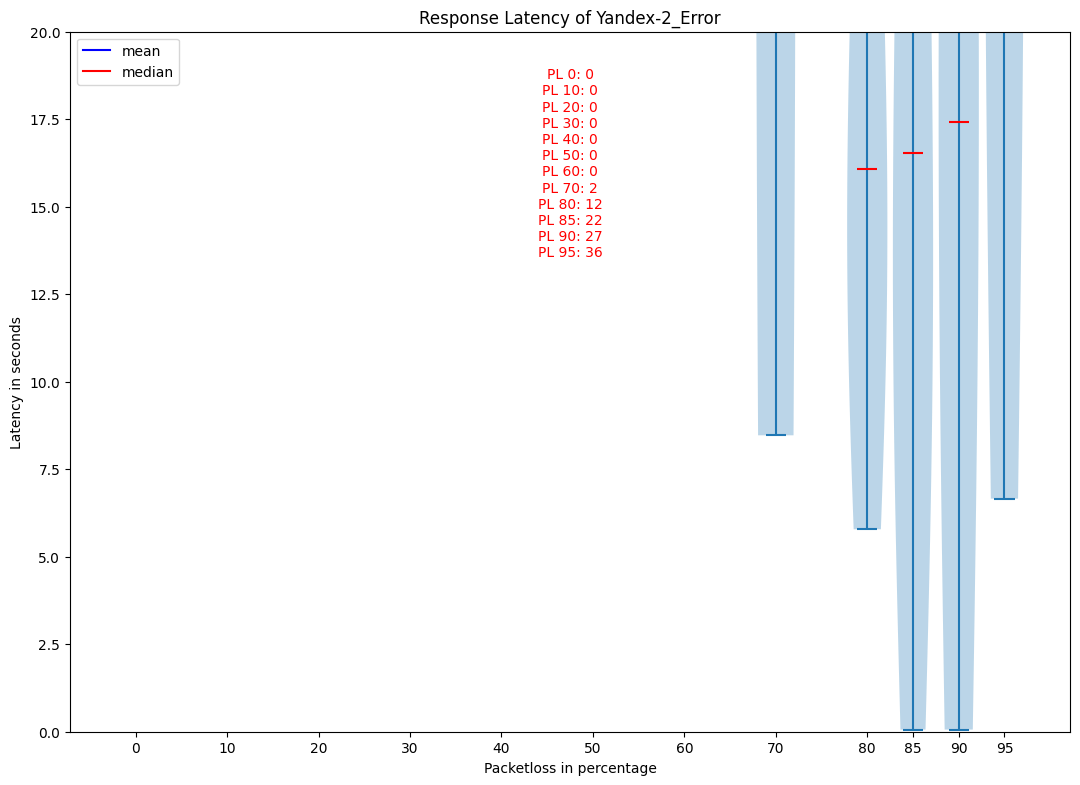 Response Latency of Yandex-2_Error
mean
median
PL 0: 0
PL 10: 0
PL 20: 0
PL 30: 0
PL 40: 0
PL 50: 0
PL 60: 0
PL 70: 2
PL 80: 12
PL 85: 22
PL 90: 27
PL 95: 36
Latency in seconds
20.0
17.5
15.0
12.5
10.0
7.5
5.0
2.5
0.0
0 10 20 30 40 50 60 70 80 85 90 95
Packetloss in percentage